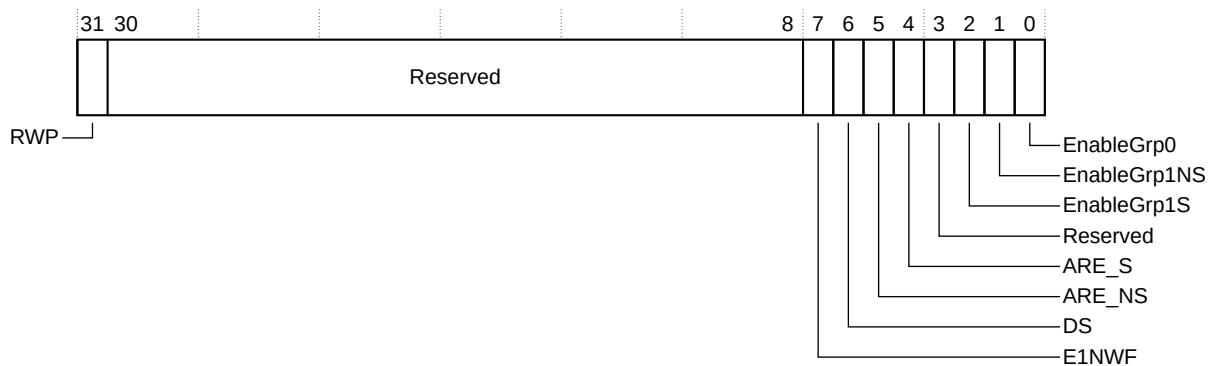 31 30 8 7 6 5 4 3 2 1 0
Reserved
RWP
EnableGrp0
EnableGrp1NS
EnableGrp1S
Reserved
ARE_S
ARE_NS
DS
E1NWF